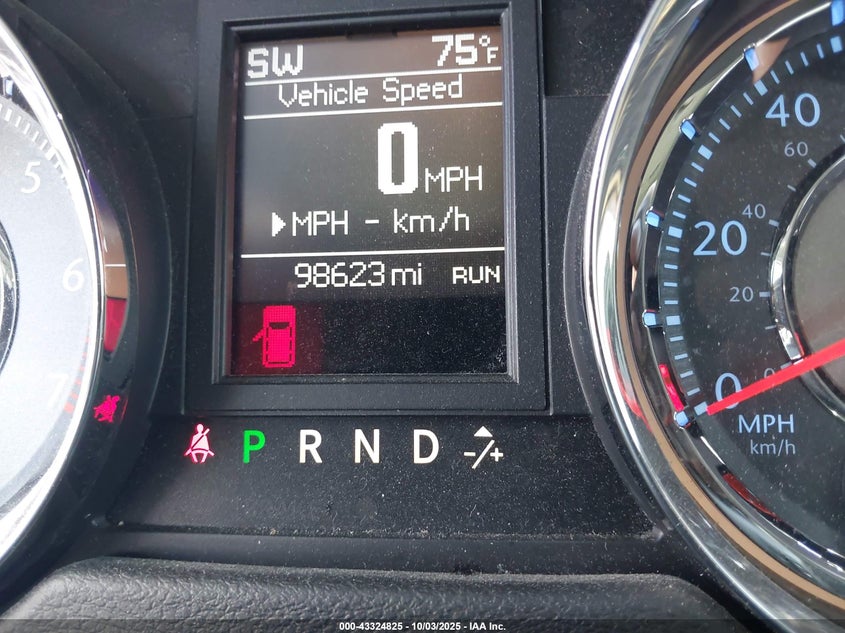 SW 75°F
Vehicle Speed
0 MPH
▸MPH - km/h
98623 mi RUN
P R N D -/+
5
6
7
40
60
40
20
20
0
0
MPH
km/h
000-43324825 - 10/03/2025 - IAA Inc.